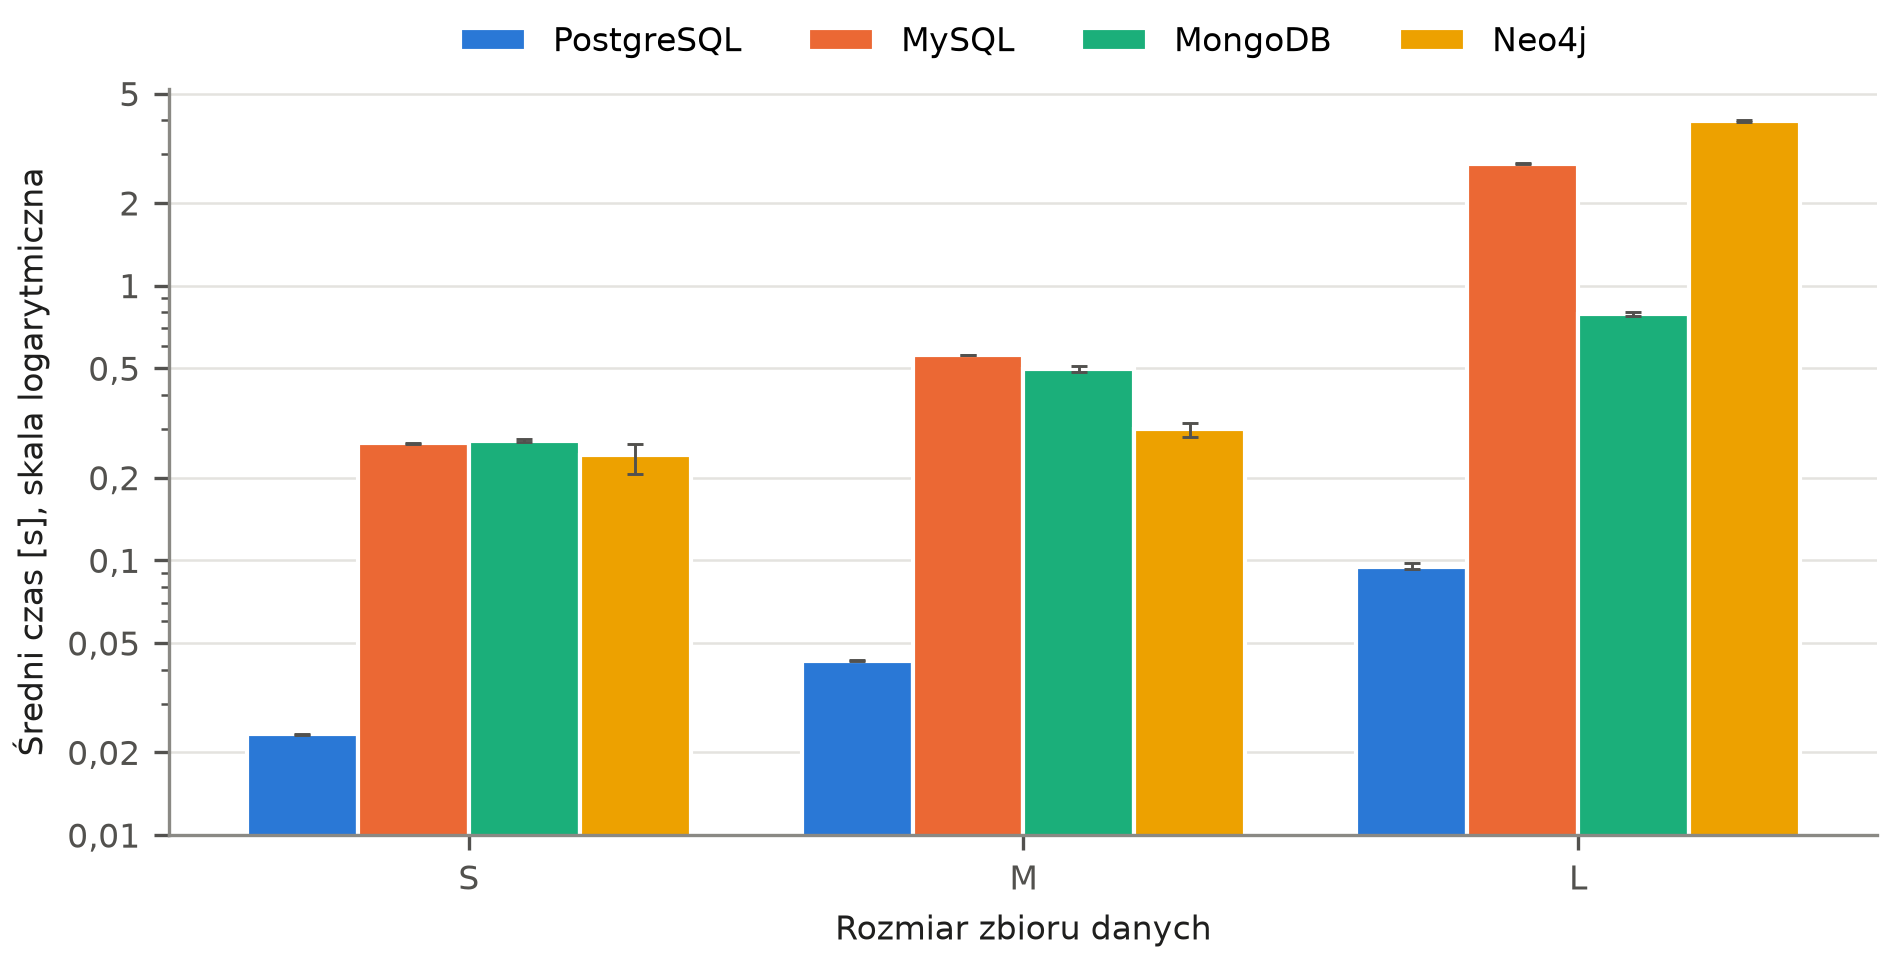 PostgreSQL MySQL MongoDB Neo4j
Średni czas [s], skala logarytmiczna
5
2
1
0,5
0,2
0,1
0,05
0,02
0,01
S M L
Rozmiar zbioru danych